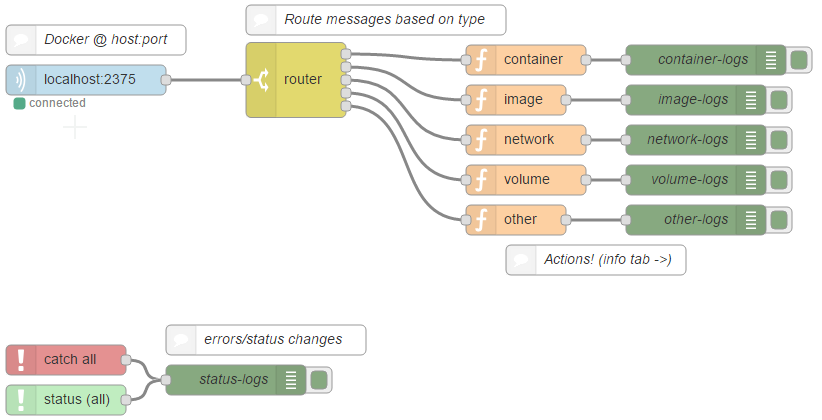 Route messages based on type
Docker @ host:port
localhost:2375
connected
router
container
container-logs
image
image-logs
network
network-logs
volume
volume-logs
other
other-logs
Actions! (info tab ->)
errors/status changes
catch all
status-logs
status (all)